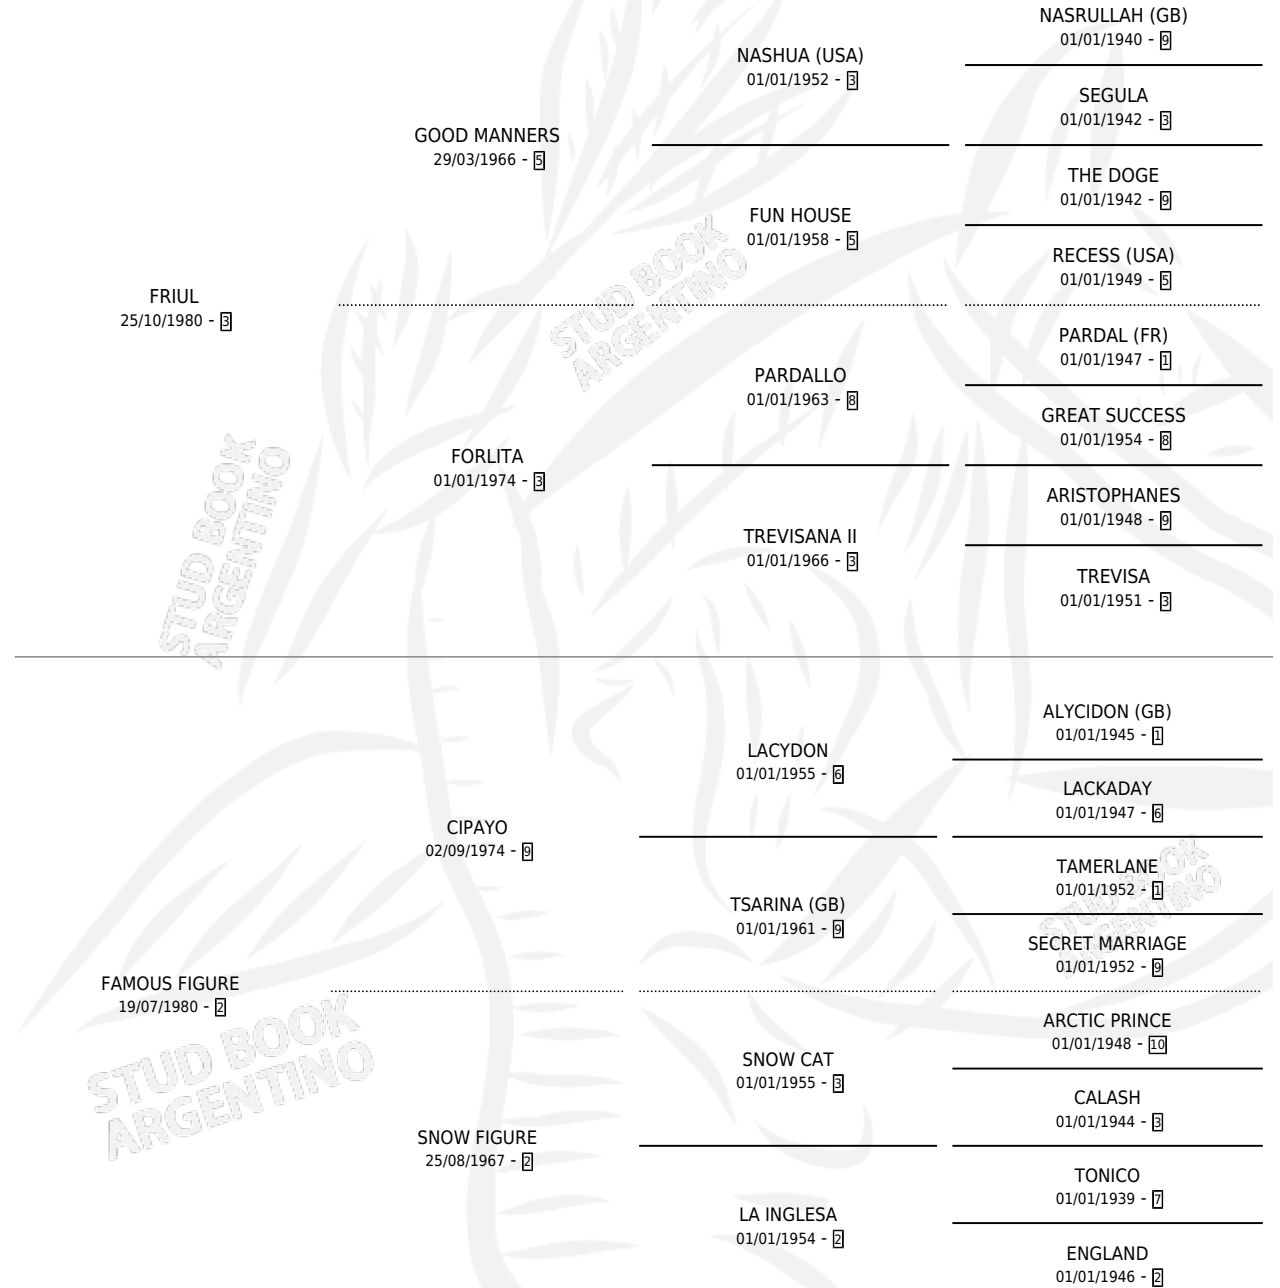 NASRULLAH (GB)
01/01/1940 - 9
NASHUA (USA)
01/01/1952 - 3
SEGULA
01/01/1942 - 3
GOOD MANNERS
29/03/1966 - 5
THE DOGE
01/01/1942 - 9
FUN HOUSE
01/01/1958 - 5
RECESS (USA)
01/01/1949 - 5
FRIUL
25/10/1980 - 3
PARDAL (FR)
01/01/1947 - 1
PARDALLO
01/01/1963 - 8
GREAT SUCCESS
01/01/1954 - 8
FORLITA
01/01/1974 - 3
ARISTOPHANES
01/01/1948 - 9
TREVISANA II
01/01/1966 - 3
TREVISA
01/01/1951 - 3
ALYCIDON (GB)
01/01/1945 - 1
LACYDON
01/01/1955 - 6
LACKADAY
01/01/1947 - 6
CIPAYO
02/09/1974 - 9
TAMERLANE
01/01/1952 - 1
TSARINA (GB)
01/01/1961 - 9
SECRET MARRIAGE
01/01/1952 - 9
FAMOUS FIGURE
19/07/1980 - 2
ARCTIC PRINCE
01/01/1948 - 10
SNOW CAT
01/01/1955 - 3
CALASH
01/01/1944 - 3
SNOW FIGURE
25/08/1967 - 2
TONICO
01/01/1939 - 7
LA INGLESA
01/01/1954 - 2
ENGLAND
01/01/1946 - 2
STUD BOOK
ARGENTINO
STUD BOOK
ARGENTINO
STUD BOOK
ARGENTINO
STUD BOOK
ARGENTINO